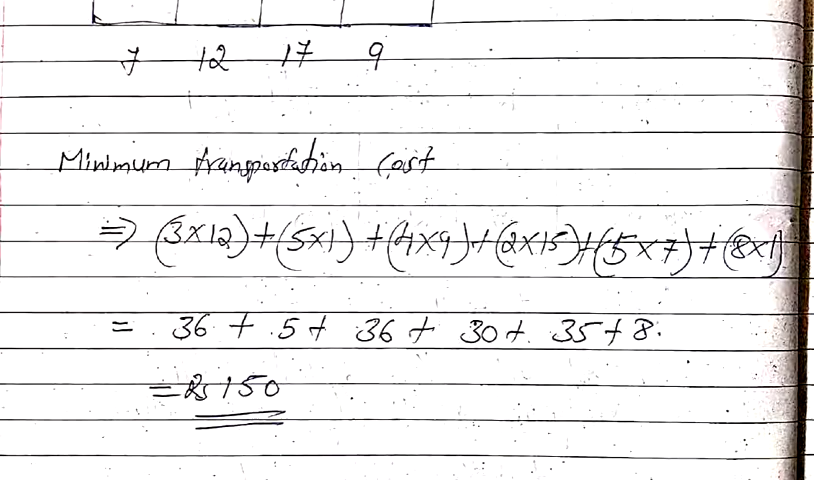 7 12 17 9
Minimum transportation cost
⇒ (3×12)+(5×1)+(4×9)+(2×15)+(5×7)+(8×1)
= 36 + 5 + 36 + 30 + 35 + 8.
= Rs 150